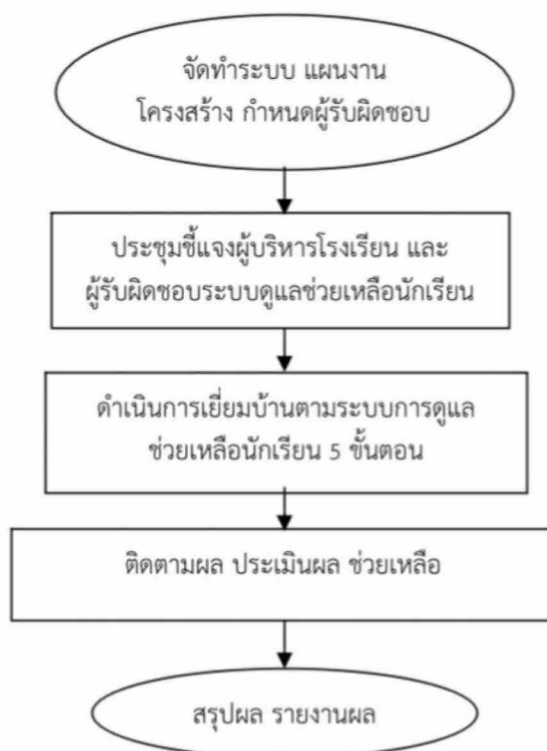 จัดทำระบบ แผนงาน
โครงสร้าง กำหนดผู้รับผิดชอบ
ประชุมชี้แจงผู้บริหารโรงเรียน และ
ผู้รับผิดชอบระบบดูแลช่วยเหลือนักเรียน
ดำเนินการเยี่ยมบ้านตามระบบการดูแล
ช่วยเหลือนักเรียน 5 ขั้นตอน
ติดตามผล ประเมินผล ช่วยเหลือ
สรุปผล รายงานผล